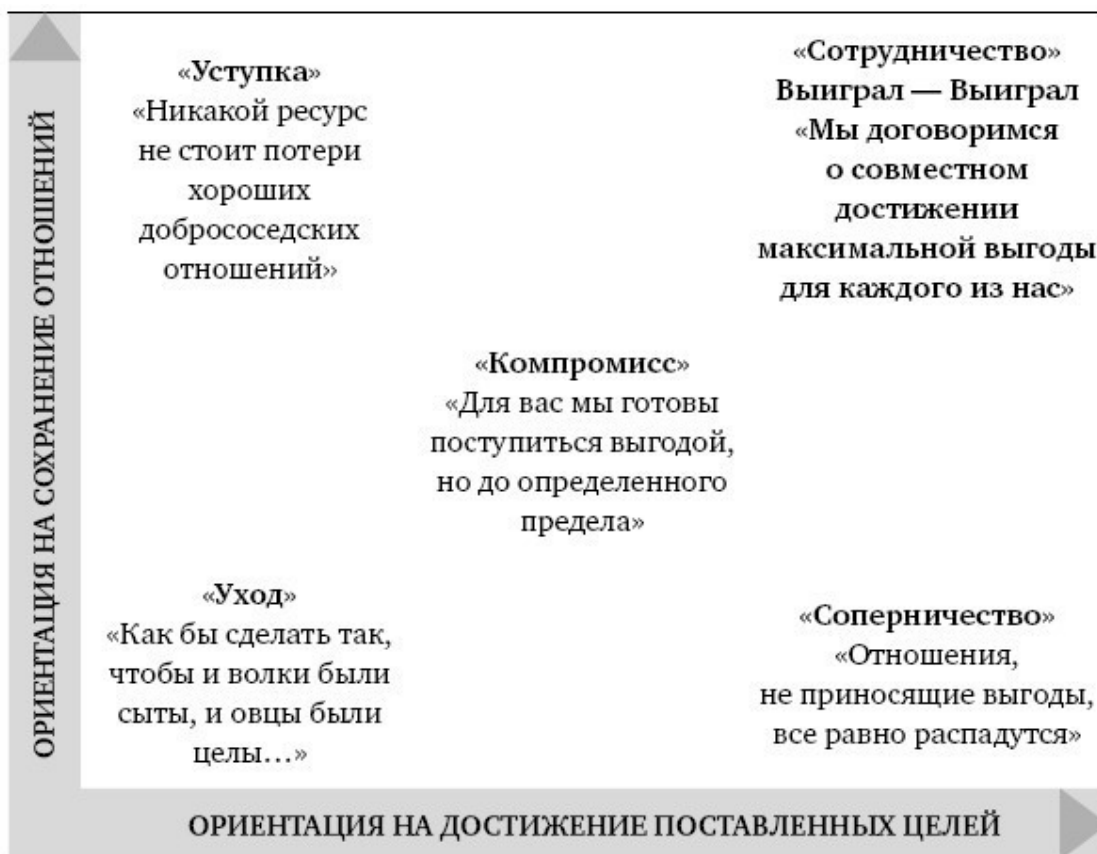 ОРИЕНТАЦИЯ НА СОХРАНЕНИЕ ОТНОШЕНИЙ
«Уступка»
«Никакой ресурс
не стоит потери
хороших
добрососедских
отношений»
«Сотрудничество»
Выиграл — Выиграл
«Мы договоримся
о совместном
достижении
максимальной выгоды
для каждого из нас»
«Компромисс»
«Для вас мы готовы
поступиться выгодой,
но до определенного
предела»
«Уход»
«Как бы сделать так,
чтобы и волки были
сыты, и овцы были
целы…»
«Соперничество»
«Отношения,
не приносящие выгоды,
все равно распадутся»
ОРИЕНТАЦИЯ НА ДОСТИЖЕНИЕ ПОСТАВЛЕННЫХ ЦЕЛЕЙ